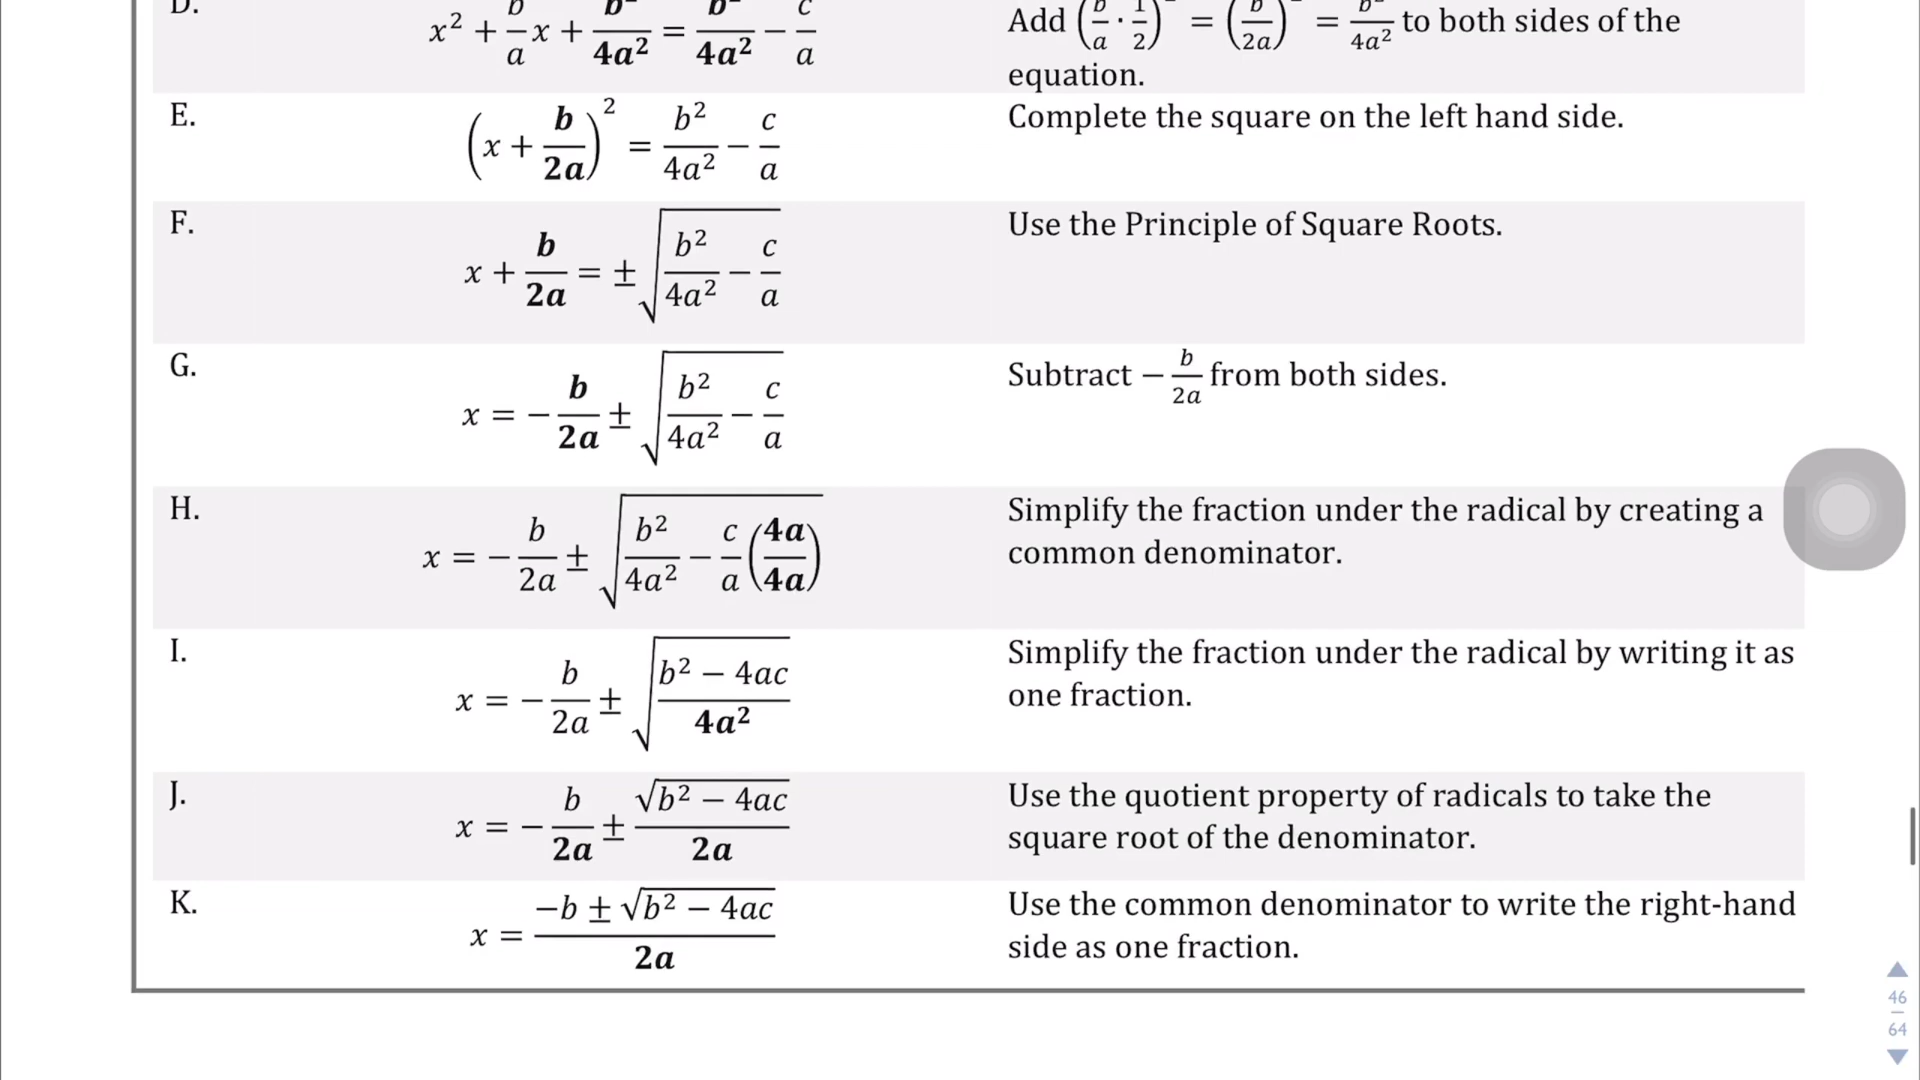 D. x² + b/a x + b²/4a² = b²/4a² − c/a Add (b/a · 1/2)² = (b/2a)² = b²/4a² to both sides of the
equation.
E. (x + b/2a)² = b²/4a² − c/a Complete the square on the left hand side.
F. x + b/2a = ±√(b²/4a² − c/a) Use the Principle of Square Roots.
G. x = −b/2a ± √(b²/4a² − c/a) Subtract −b/2a from both sides.
H. x = −b/2a ± √(b²/4a² − c/a (4a/4a)) Simplify the fraction under the radical by creating a
common denominator.
I. x = −b/2a ± √((b² − 4ac)/4a²) Simplify the fraction under the radical by writing it as
one fraction.
J. x = −b/2a ± √(b² − 4ac)/2a Use the quotient property of radicals to take the
square root of the denominator.
K. x = (−b ± √(b² − 4ac))/2a Use the common denominator to write the right-hand
side as one fraction.
46
64